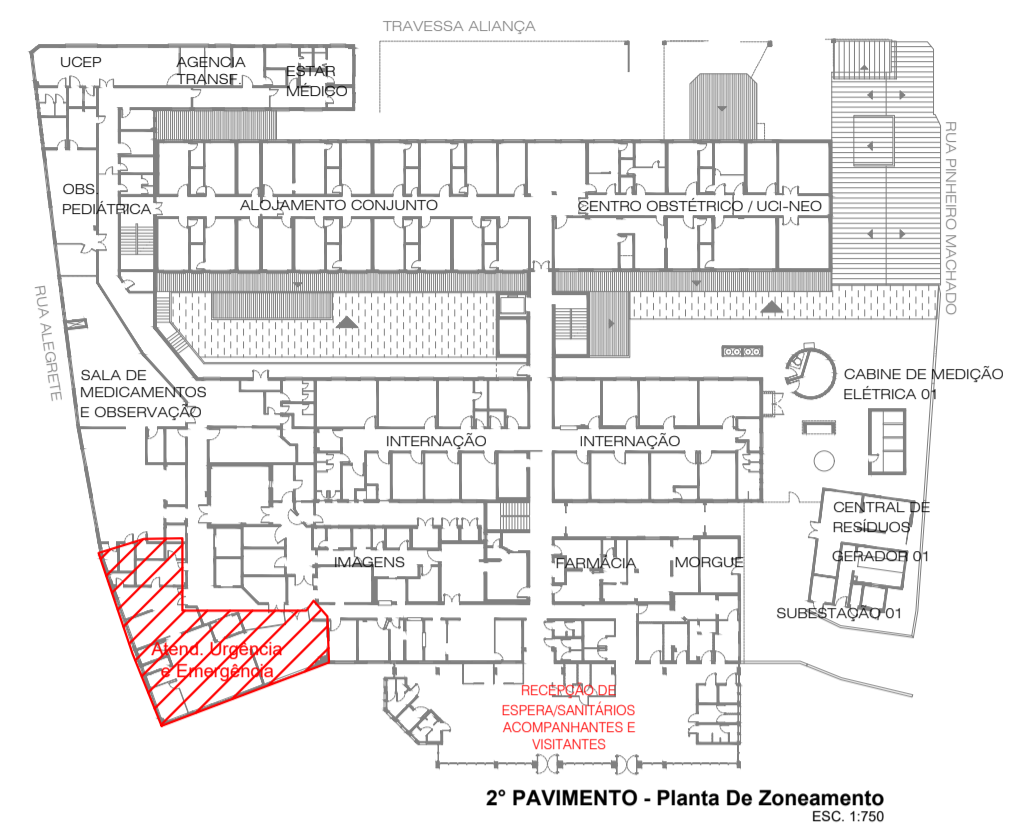 TRAVESSA ALIANÇA
UCEP
AGENCIA
TRANSF.
ESTAR
MÉDICO
OBS.
PEDIÁTRICA
ALOJAMENTO CONJUNTO
CENTRO OBSTÉTRICO / UCI-NEO
RUA PINHEIRO MACHADO
RUA ALEGRETE
SALA DE
MEDICAMENTOS
E OBSERVAÇÃO
CABINE DE MEDIÇÃO
ELÉTRICA 01
INTERNAÇÃO
INTERNAÇÃO
CENTRAL DE
RESÍDUOS
IMAGENS
FARMÁCIA
MORGUE
GERADOR 01
SUBESTAÇÃO 01
Atend. Urgência
e Emergência
RECEPÇÃO DE
ESPERA/SANITÁRIOS
ACOMPANHANTES E
VISITANTES
2° PAVIMENTO - Planta De Zoneamento
ESC. 1:750